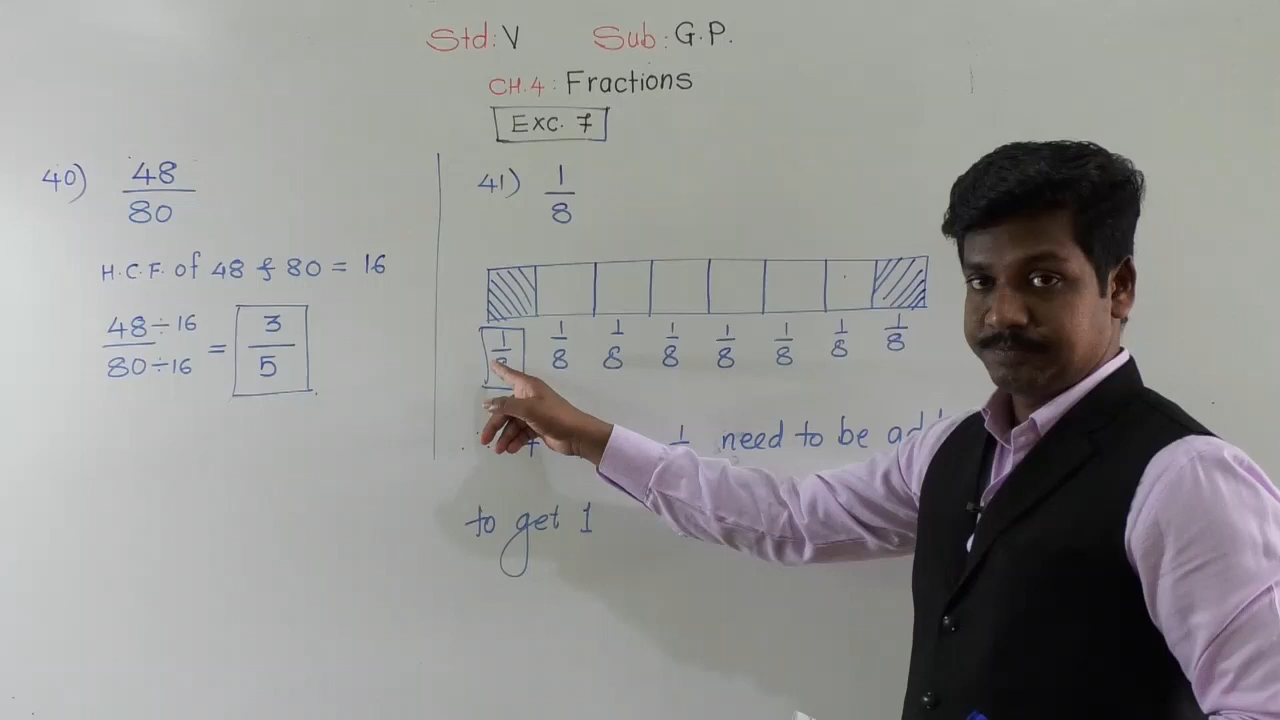 Std: V Sub: G.P.
CH.4: Fractions
Exc. 7
40) 48/80
H.C.F. of 48 & 80 = 16
48÷16/80÷16 = 3/5
41) 1/8
1/8 1/8 1/8 1/8 1/8 1/8 1/8 1/8
need to be
to get 1